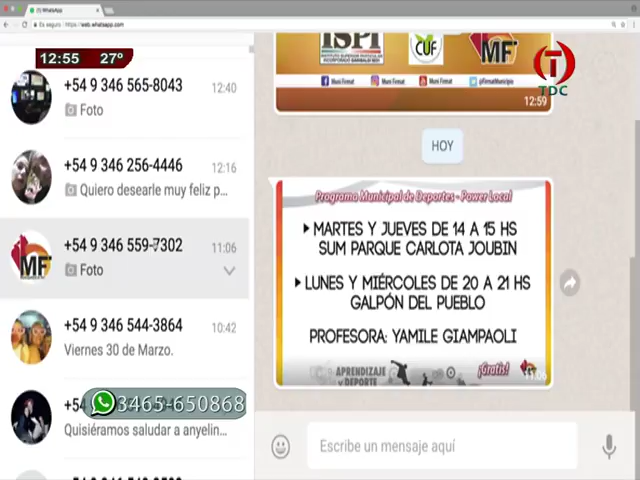 (1) WhatsApp
Es seguro
https://web.whatsapp.com
12:55 27º
+54 9 346 565-8043
12:40
Foto
+54 9 346 256-4446
12:16
Quiero desearle muy feliz p...
+54 9 346 559-7302
11:06
MF
Foto
+54 9 346 544-3864
10:42
Viernes 30 de Marzo.
3465-650868
Quisiéramos saludar a anyelin...
ISPI
CUF
MF
Muni Firmat
Muni Firmat
Muni Firmat
@FirmatMunicipio
12:59
T
TDC
HOY
Programa Municipal de Deportes - Power Local
MARTES Y JUEVES DE 14 A 15 HS
SUM PARQUE CARLOTA JOUBIN
LUNES Y MIÉRCOLES DE 20 A 21 HS
GALPÓN DEL PUEBLO
PROFESORA: YAMILE GIAMPAOLI
APRENDIZAJE
Y DEPORTE
¡Gratis!
11:06
Escribe un mensaje aquí